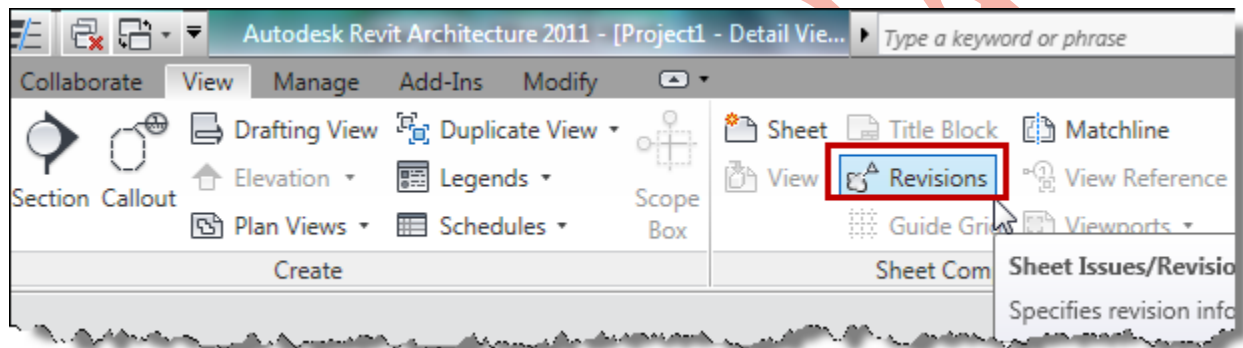 Autodesk Revit Architecture 2011 - [Project1 - Detail Vie... Type a keyword or phrase
Collaborate View Manage Add-Ins Modify
Drafting View Duplicate View Sheet Title Block Matchline
Section Callout Elevation Legends Scope Box View Revisions View Reference
Plan Views Schedules Guide Viewports
Create Sheet Com
Sheet Issues/Revisio
Specifies revision info